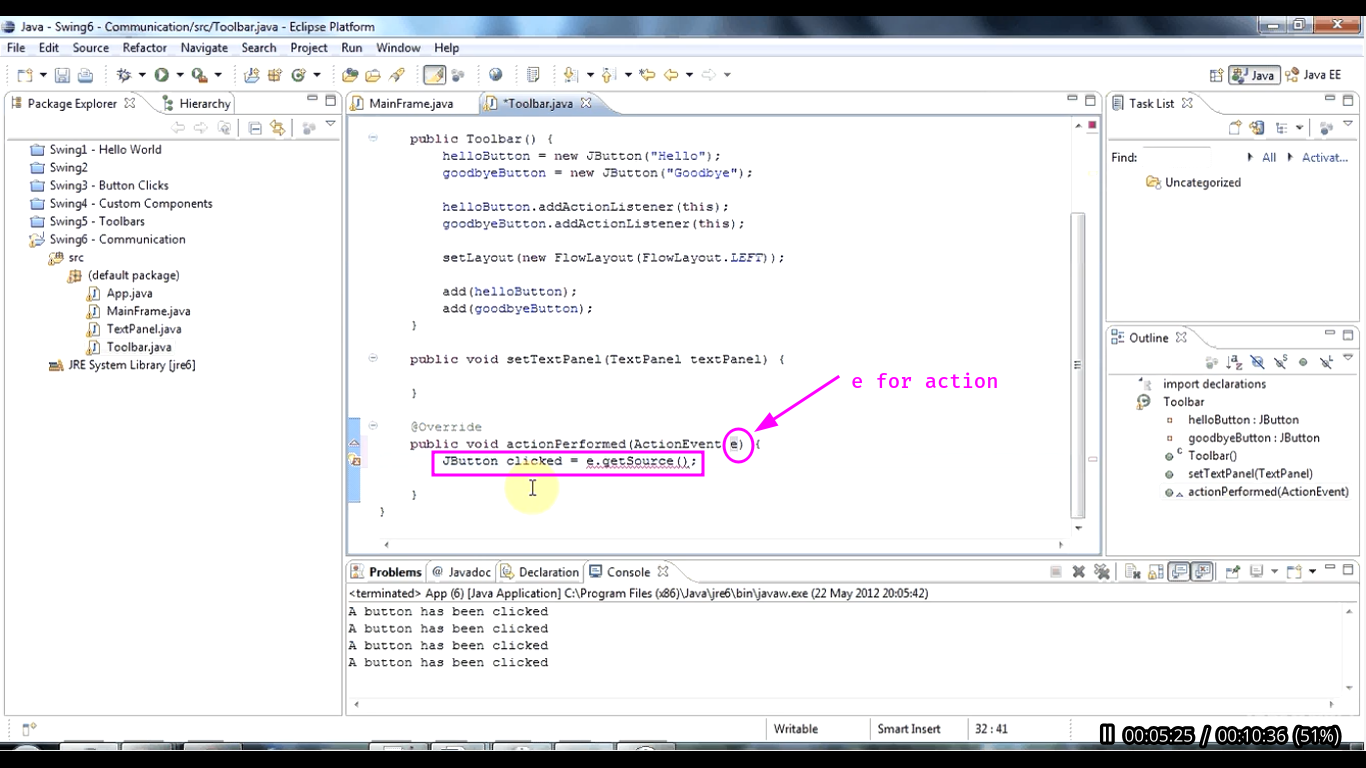 Java - Swing6 - Communication/src/Toolbar.java - Eclipse Platform
File Edit Source Refactor Navigate Search Project Run Window Help
Java Java EE
Package Explorer Hierarchy
Swing1 - Hello World
Swing2
Swing3 - Button Clicks
Swing4 - Custom Components
Swing5 - Toolbars
Swing6 - Communication
src
(default package)
App.java
MainFrame.java
TextPanel.java
Toolbar.java
JRE System Library [jre6]
MainFrame.java *Toolbar.java
public Toolbar() {
helloButton = new JButton("Hello");
goodbyeButton = new JButton("Goodbye");
helloButton.addActionListener(this);
goodbyeButton.addActionListener(this);
setLayout(new FlowLayout(FlowLayout.LEFT));
add(helloButton);
add(goodbyeButton);
}
public void setTextPanel(TextPanel textPanel) {
}
e for action
@Override
public void actionPerformed(ActionEvent e) {
JButton clicked = e.getSource();
}
}
Task List
Find: All Activat...
Uncategorized
Outline
import declarations
Toolbar
helloButton : JButton
goodbyeButton : JButton
Toolbar()
setTextPanel(TextPanel)
actionPerformed(ActionEvent)
Problems @ Javadoc Declaration Console
<terminated> App (6) [Java Application] C:\Program Files (x86)\Java\jre6\bin\javaw.exe (22 May 2012 20:05:42)
A button has been clicked
A button has been clicked
A button has been clicked
A button has been clicked
Writable Smart Insert 32 : 41
00:05:25 / 00:10:36 (51%)